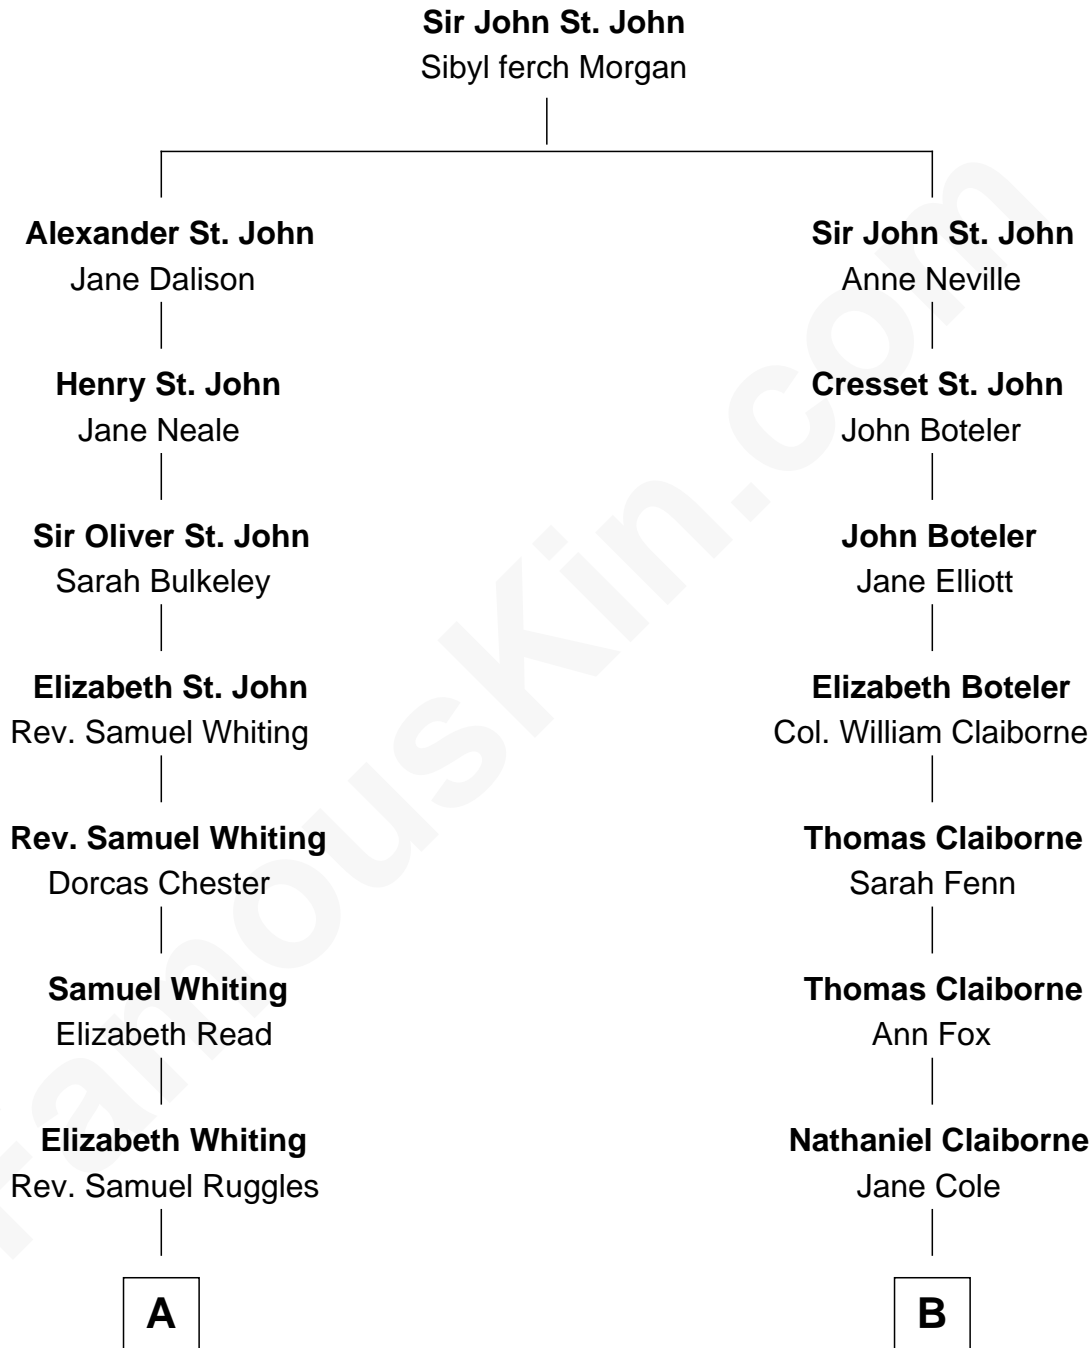 Sir John St. John
Sibyl ferch Morgan
Alexander St. John
Jane Dalison
Sir John St. John
Anne Neville
Henry St. John
Jane Neale
Cresset St. John
John Boteler
Sir Oliver St. John
Sarah Bulkeley
John Boteler
Jane Elliott
Elizabeth St. John
Rev. Samuel Whiting
Elizabeth Boteler
Col. William Claiborne
Rev. Samuel Whiting
Dorcas Chester
Thomas Claiborne
Sarah Fenn
Samuel Whiting
Elizabeth Read
Thomas Claiborne
Ann Fox
Elizabeth Whiting
Rev. Samuel Ruggles
Nathaniel Claiborne
Jane Cole
A
B
FamousKin.com